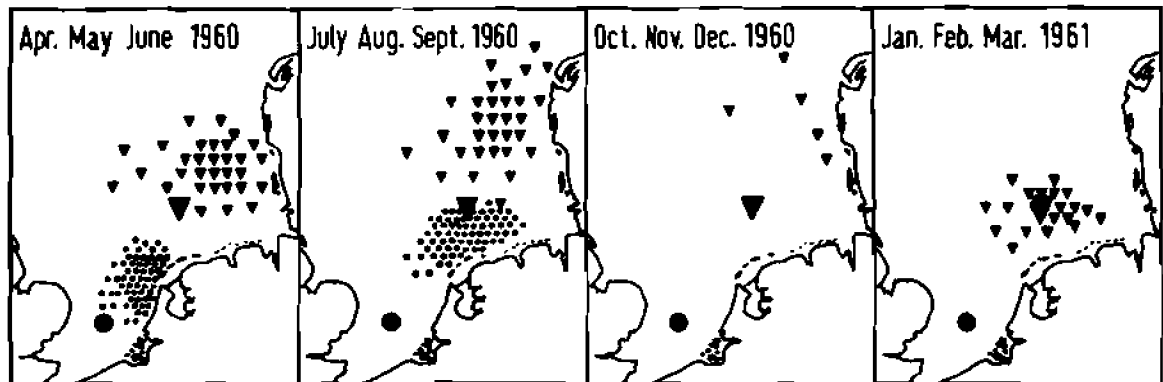 Apr. May June 1960
July Aug. Sept. 1960
Oct. Nov. Dec. 1960
Jan. Feb. Mar. 1961